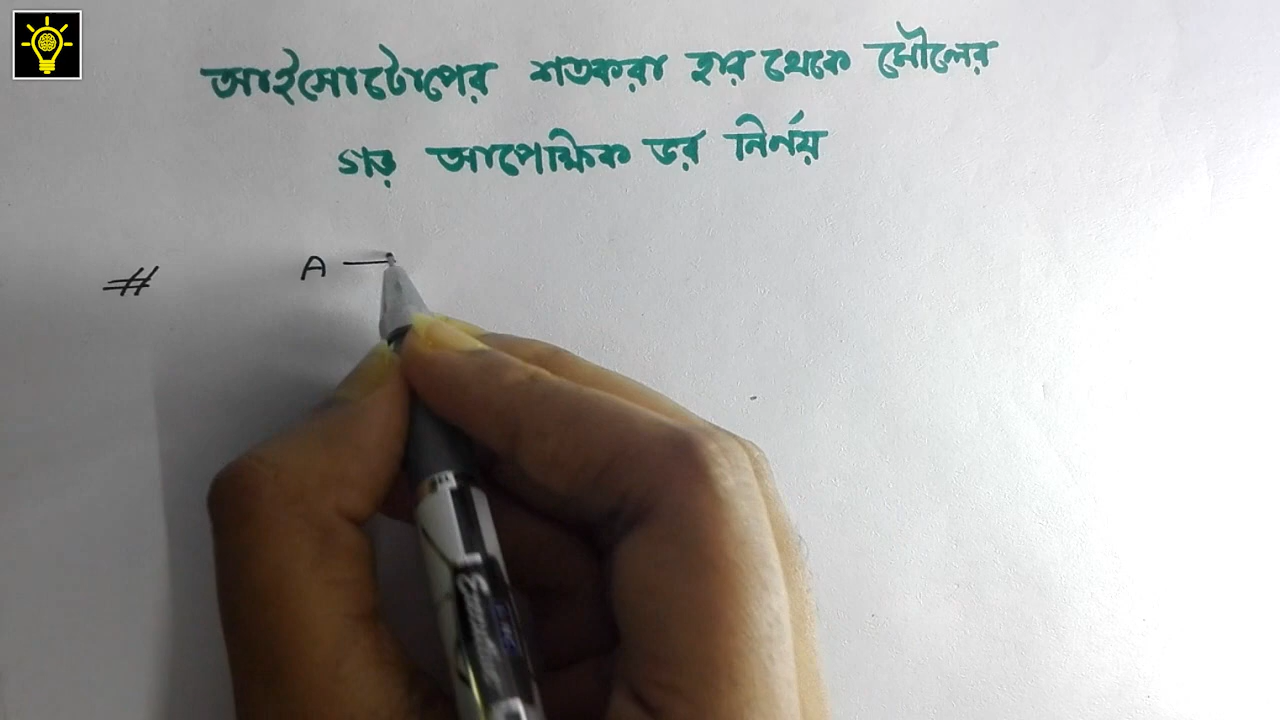 আইসোটোপের শতকরা হার থেকে মৌলের
গড় আপেক্ষিক ভর নির্ণয়
# A —